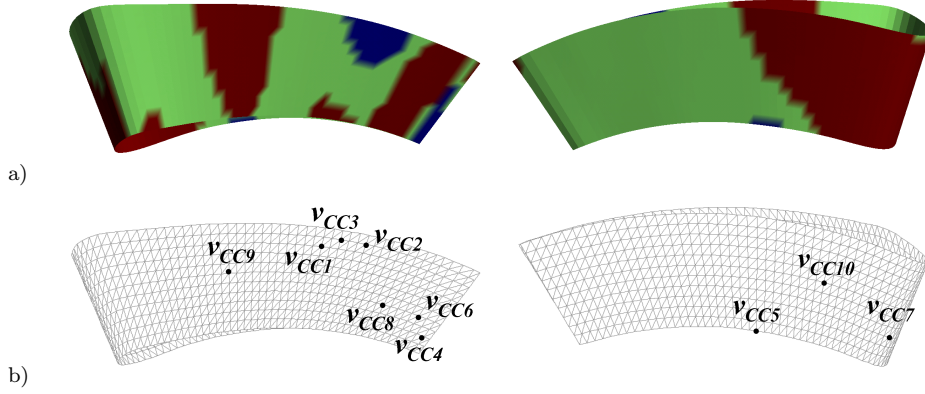 a)
v_CC3
v_CC2
v_CC9
v_CC1
v_CC10
v_CC6
v_CC5
v_CC7
v_CC8
v_CC4
b)